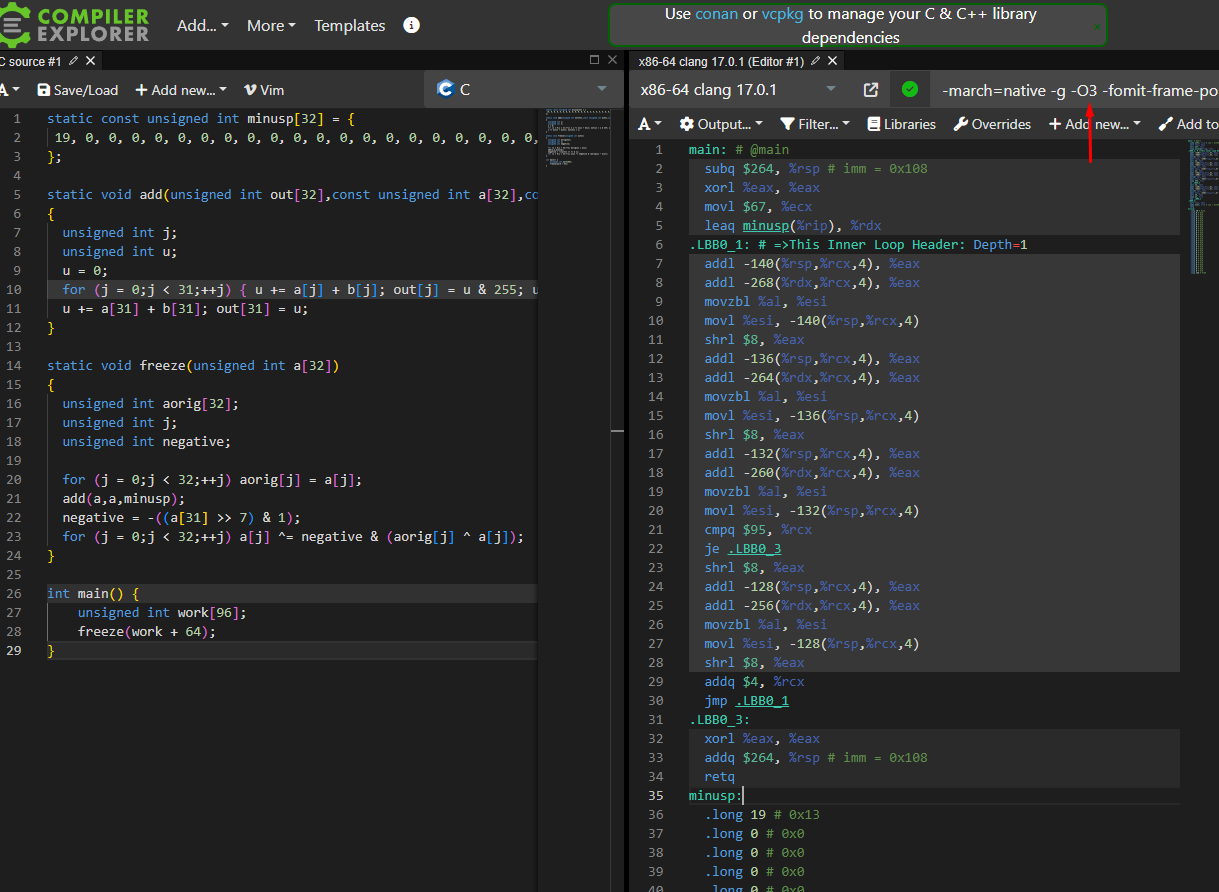 COMPILER
EXPLORER
Add...
More
Templates
Use conan or vcpkg to manage your C & C++ library
dependencies
C source #1
A
Save/Load
Add new...
Vim
C
1 static const unsigned int minusp[32] = {
2 19, 0, 0, 0, 0, 0, 0, 0, 0, 0, 0, 0, 0, 0, 0, 0, 0, 0, 0, 0, 0,
3 };
4
5 static void add(unsigned int out[32],const unsigned int a[32],co
6 {
7 unsigned int j;
8 unsigned int u;
9 u = 0;
10 for (j = 0;j < 31;++j) { u += a[j] + b[j]; out[j] = u & 255; u
11 u += a[31] + b[31]; out[31] = u;
12 }
13
14 static void freeze(unsigned int a[32])
15 {
16 unsigned int aorig[32];
17 unsigned int j;
18 unsigned int negative;
19
20 for (j = 0;j < 32;++j) aorig[j] = a[j];
21 add(a,a,minusp);
22 negative = -((a[31] >> 7) & 1);
23 for (j = 0;j < 32;++j) a[j] ^= negative & (aorig[j] ^ a[j]);
24 }
25
26 int main() {
27 unsigned int work[96];
28 freeze(work + 64);
29 }
x86-64 clang 17.0.1 (Editor #1)
x86-64 clang 17.0.1
-march=native -g -O3 -fomit-frame-po
A
Output...
Filter...
Libraries
Overrides
Add new...
Add to
1 main: # @main
2 subq $264, %rsp # imm = 0x108
3 xorl %eax, %eax
4 movl $67, %ecx
5 leaq minusp(%rip), %rdx
6 .LBB0_1: # =>This Inner Loop Header: Depth=1
7 addl -140(%rsp,%rcx,4), %eax
8 addl -268(%rdx,%rcx,4), %eax
9 movzbl %al, %esi
10 movl %esi, -140(%rsp,%rcx,4)
11 shrl $8, %eax
12 addl -136(%rsp,%rcx,4), %eax
13 addl -264(%rdx,%rcx,4), %eax
14 movzbl %al, %esi
15 movl %esi, -136(%rsp,%rcx,4)
16 shrl $8, %eax
17 addl -132(%rsp,%rcx,4), %eax
18 addl -260(%rdx,%rcx,4), %eax
19 movzbl %al, %esi
20 movl %esi, -132(%rsp,%rcx,4)
21 cmpq $95, %rcx
22 je .LBB0_3
23 shrl $8, %eax
24 addl -128(%rsp,%rcx,4), %eax
25 addl -256(%rdx,%rcx,4), %eax
26 movzbl %al, %esi
27 movl %esi, -128(%rsp,%rcx,4)
28 shrl $8, %eax
29 addq $4, %rcx
30 jmp .LBB0_1
31 .LBB0_3:
32 xorl %eax, %eax
33 addq $264, %rsp # imm = 0x108
34 retq
35 minusp:
36 .long 19 # 0x13
37 .long 0 # 0x0
38 .long 0 # 0x0
39 .long 0 # 0x0
40 .long 0 # 0x0